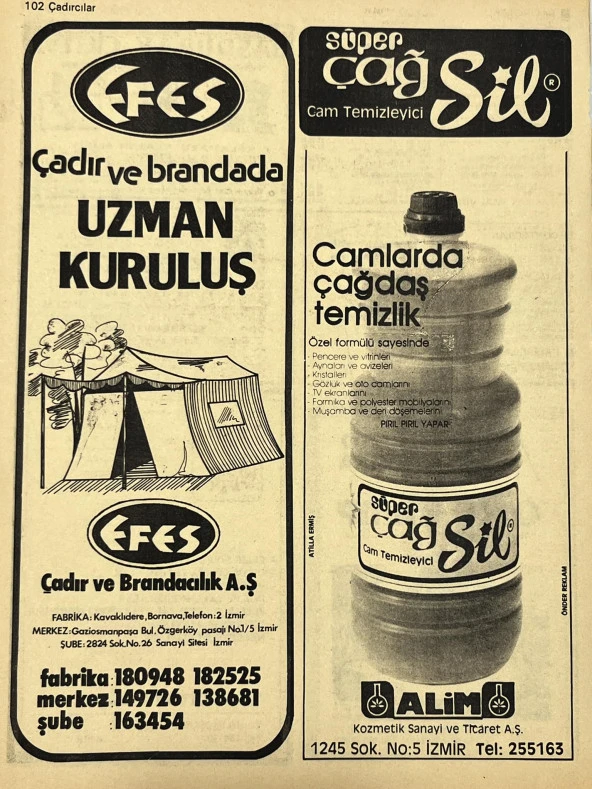 102 Çadırcılar
EFES
Çadır ve brandada
UZMAN
KURULUŞ
EFES
Çadır ve Brandacılık A.Ş
FABRİKA: Kavaklıdere, Bornava, Telefon: 2 İzmir
MERKEZ: Gaziosmanpaşa Bul. Özgerköy pasajı No.1/5 İzmir
ŞUBE: 2824 Sok. No. 26 Sanayi Sitesi İzmir
fabrika: 180948 182525
merkez: 149726 138681
şube : 163454
süper
çağ Sil ®
Cam Temizleyici
Camlarda
çağdaş
temizlik
Özel formülü sayesinde
- Pencere ve vitrinleri
- Aynaları ve avizeleri
- Kristalleri
- Gözlük ve oto camlarını
- TV ekranlarını
- Formika ve polyester mobilyaların
- Muşamba ve deri döşemelerini
PIRIL PIRIL YAPAR
süper
çağ Sil ®
Cam Temizleyici
ATİLLA ERMİŞ
ÖNDER REKLAM
ALİM
Kozmetik Sanayi ve Ticaret A.Ş.
1245 Sok. No: 5 İZMİR Tel: 255163